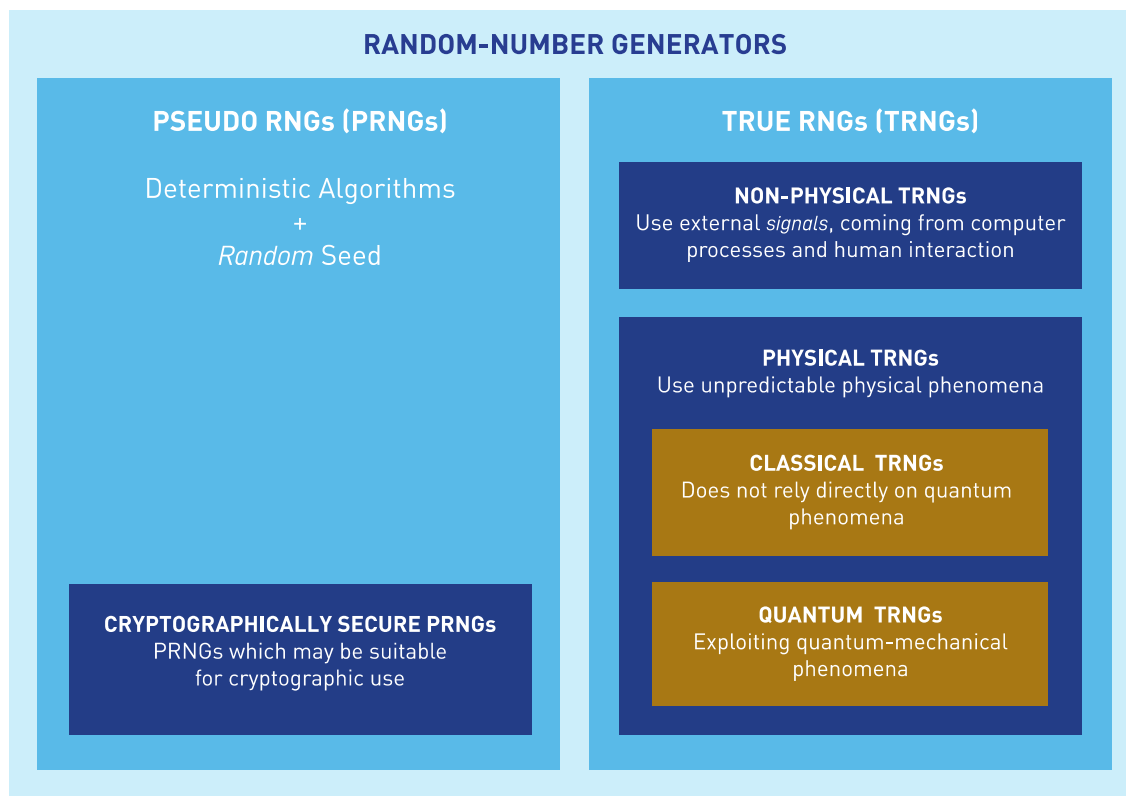 RANDOM-NUMBER GENERATORS
PSEUDO RNGs (PRNGs)
Deterministic Algorithms
+
Random Seed
CRYPTOGRAPHICALLY SECURE PRNGs
PRNGs which may be suitable
for cryptographic use
TRUE RNGs (TRNGs)
NON-PHYSICAL TRNGs
Use external signals, coming from computer
processes and human interaction
PHYSICAL TRNGs
Use unpredictable physical phenomena
CLASSICAL TRNGs
Does not rely directly on quantum
phenomena
QUANTUM TRNGs
Exploiting quantum-mechanical
phenomena